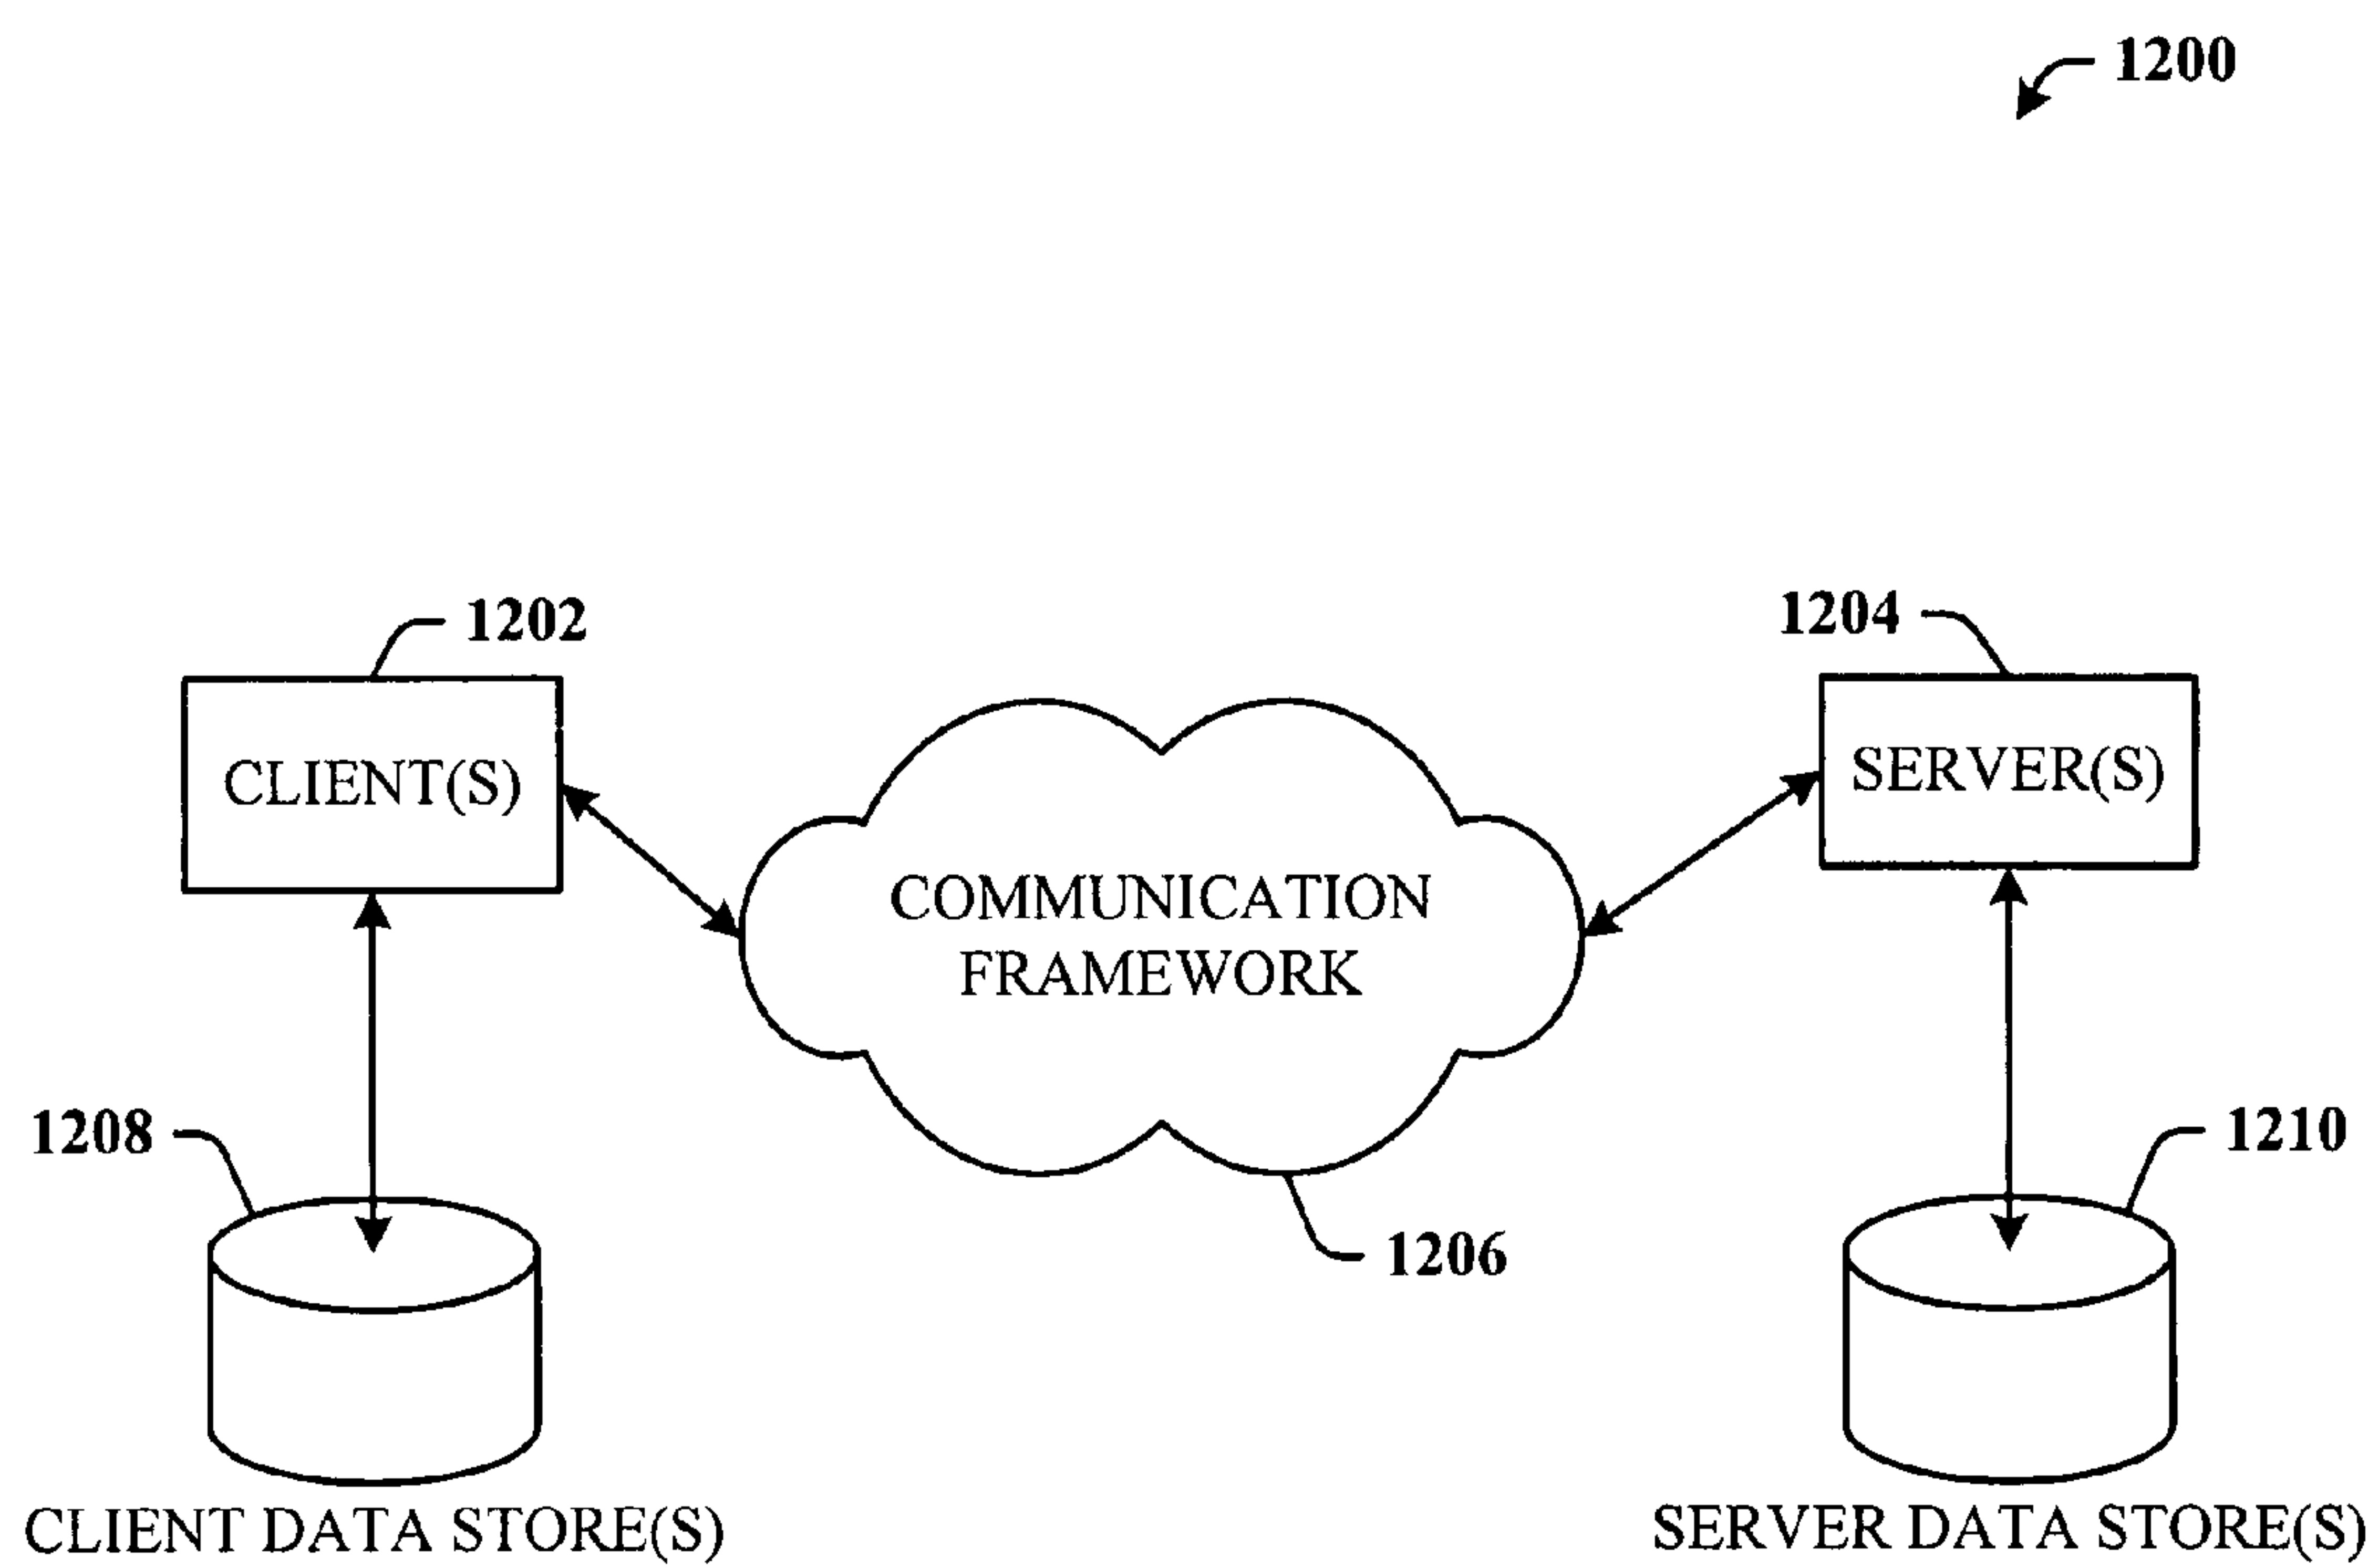 1200
1202
1204
CLIENT(S)
SERVER(S)
COMMUNICATION
FRAMEWORK
1208
1210
1206
CLIENT DATA STORE(S)
SERVER DATA STORE(S)